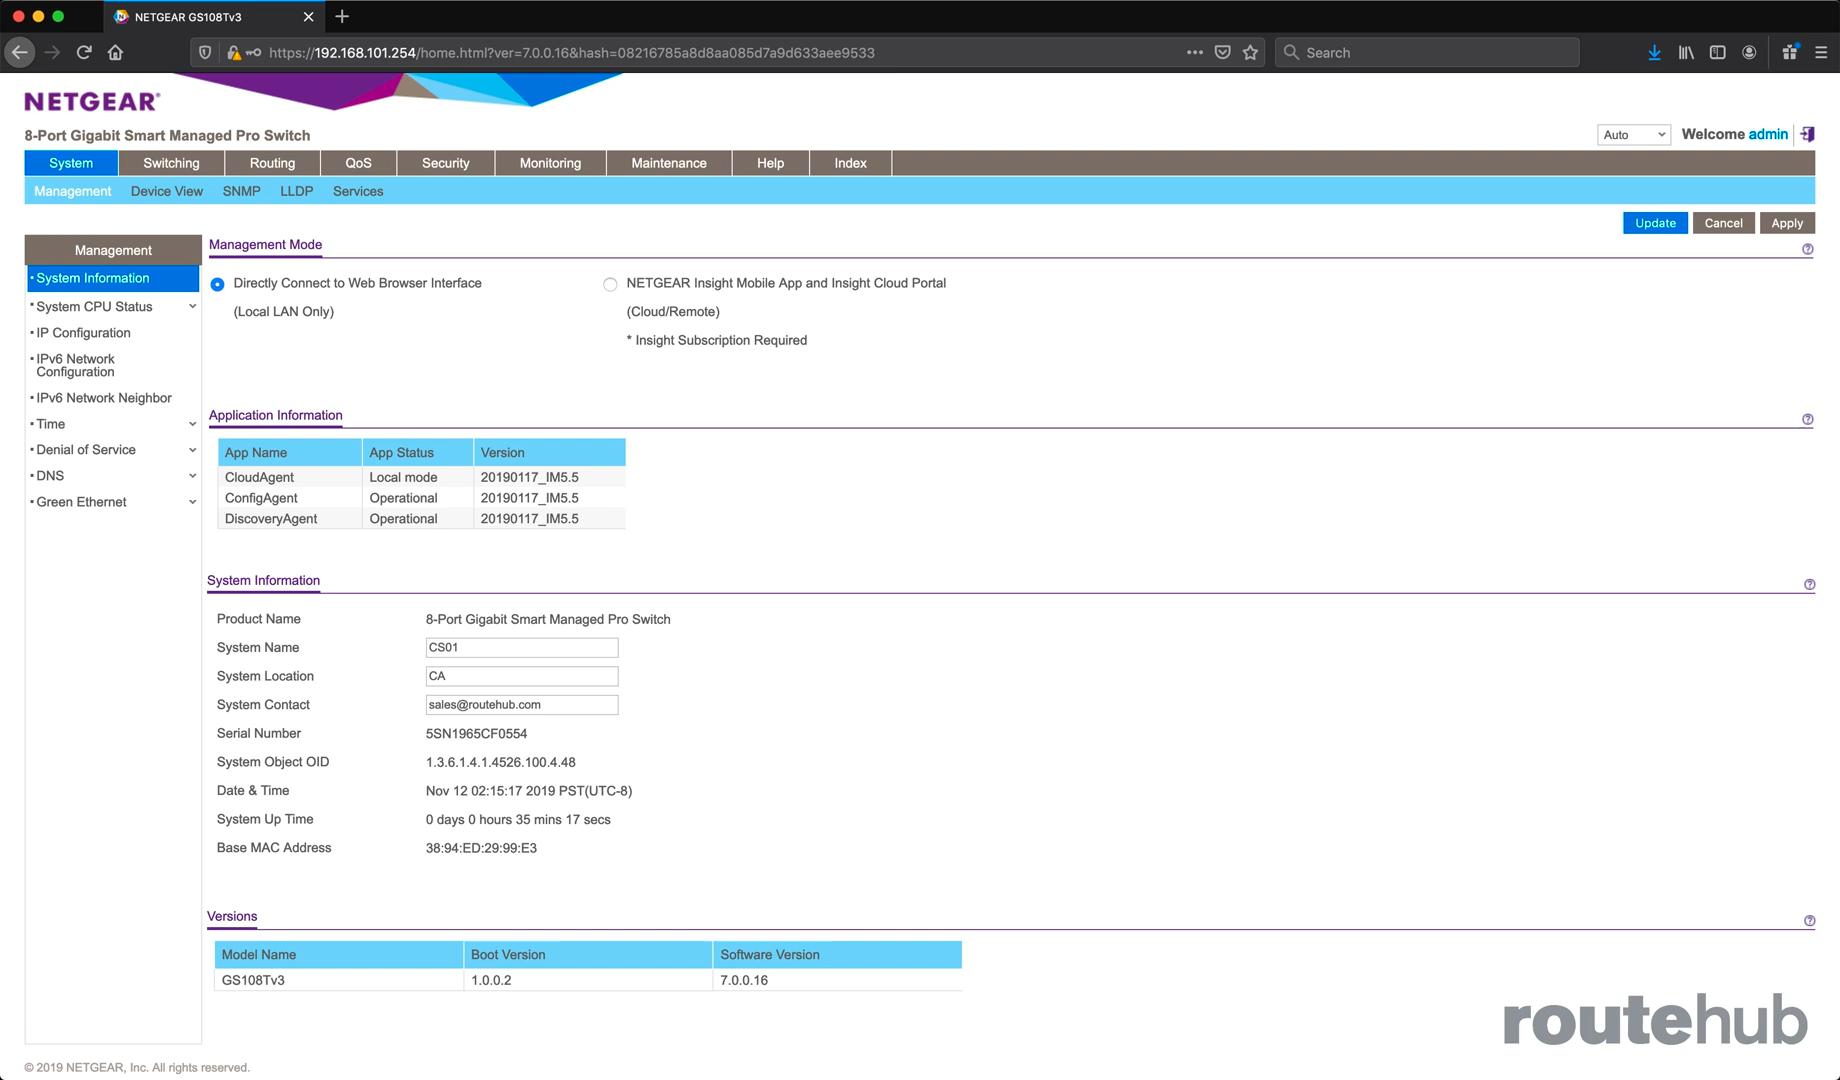 NETGEAR GS108Tv3
https://192.168.101.254/home.html?ver=7.0.0.16&hash=08216785a8d8aa085d7a9d633aee9533
Search
NETGEAR®
8-Port Gigabit Smart Managed Pro Switch
Auto
Welcome admin
System
Switching
Routing
QoS
Security
Monitoring
Maintenance
Help
Index
Management
Device View
SNMP
LLDP
Services
Update
Cancel
Apply
Management
System Information
System CPU Status
IP Configuration
IPv6 Network
Configuration
IPv6 Network Neighbor
Time
Denial of Service
DNS
Green Ethernet
Management Mode
Directly Connect to Web Browser Interface
(Local LAN Only)
NETGEAR Insight Mobile App and Insight Cloud Portal
(Cloud/Remote)
* Insight Subscription Required
Application Information
App Name App Status Version
CloudAgent Local mode 20190117_IM5.5
ConfigAgent Operational 20190117_IM5.5
DiscoveryAgent Operational 20190117_IM5.5
System Information
Product Name 8-Port Gigabit Smart Managed Pro Switch
System Name CS01
System Location CA
System Contact sales@routehub.com
Serial Number 5SN1965CF0554
System Object OID 1.3.6.1.4.1.4526.100.4.48
Date & Time Nov 12 02:15:17 2019 PST(UTC-8)
System Up Time 0 days 0 hours 35 mins 17 secs
Base MAC Address 38:94:ED:29:99:E3
Versions
Model Name Boot Version Software Version
GS108Tv3 1.0.0.2 7.0.0.16
routehub
© 2019 NETGEAR, Inc. All rights reserved.